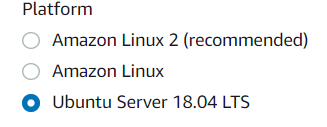 Platform
Amazon Linux 2 (recommended)
Amazon Linux
Ubuntu Server 18.04 LTS